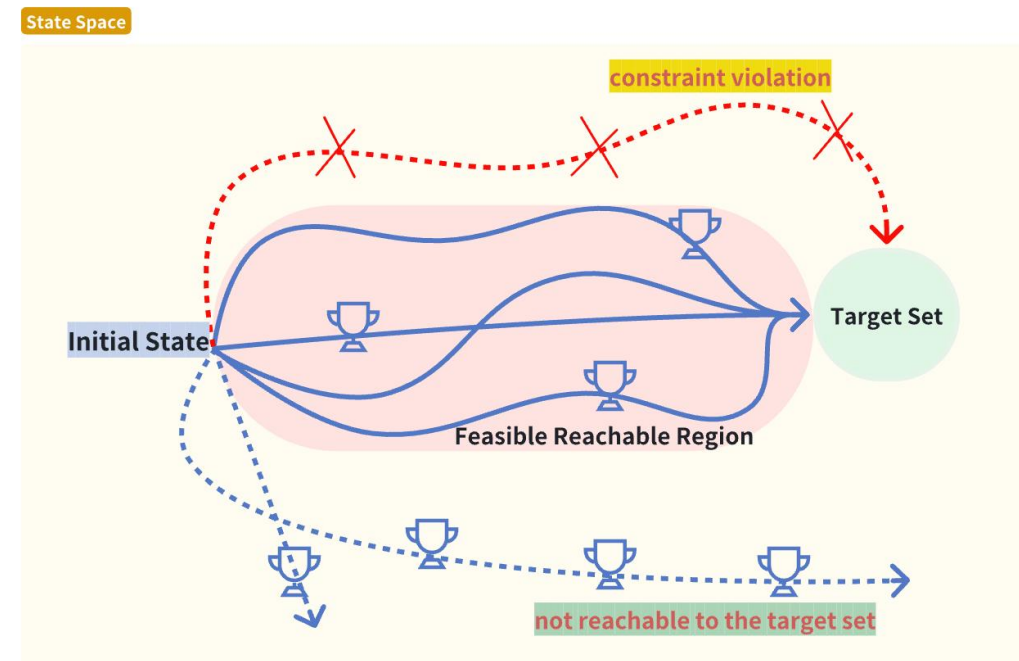 State Space
constraint violation
Initial State
Target Set
Feasible Reachable Region
not reachable to the target set